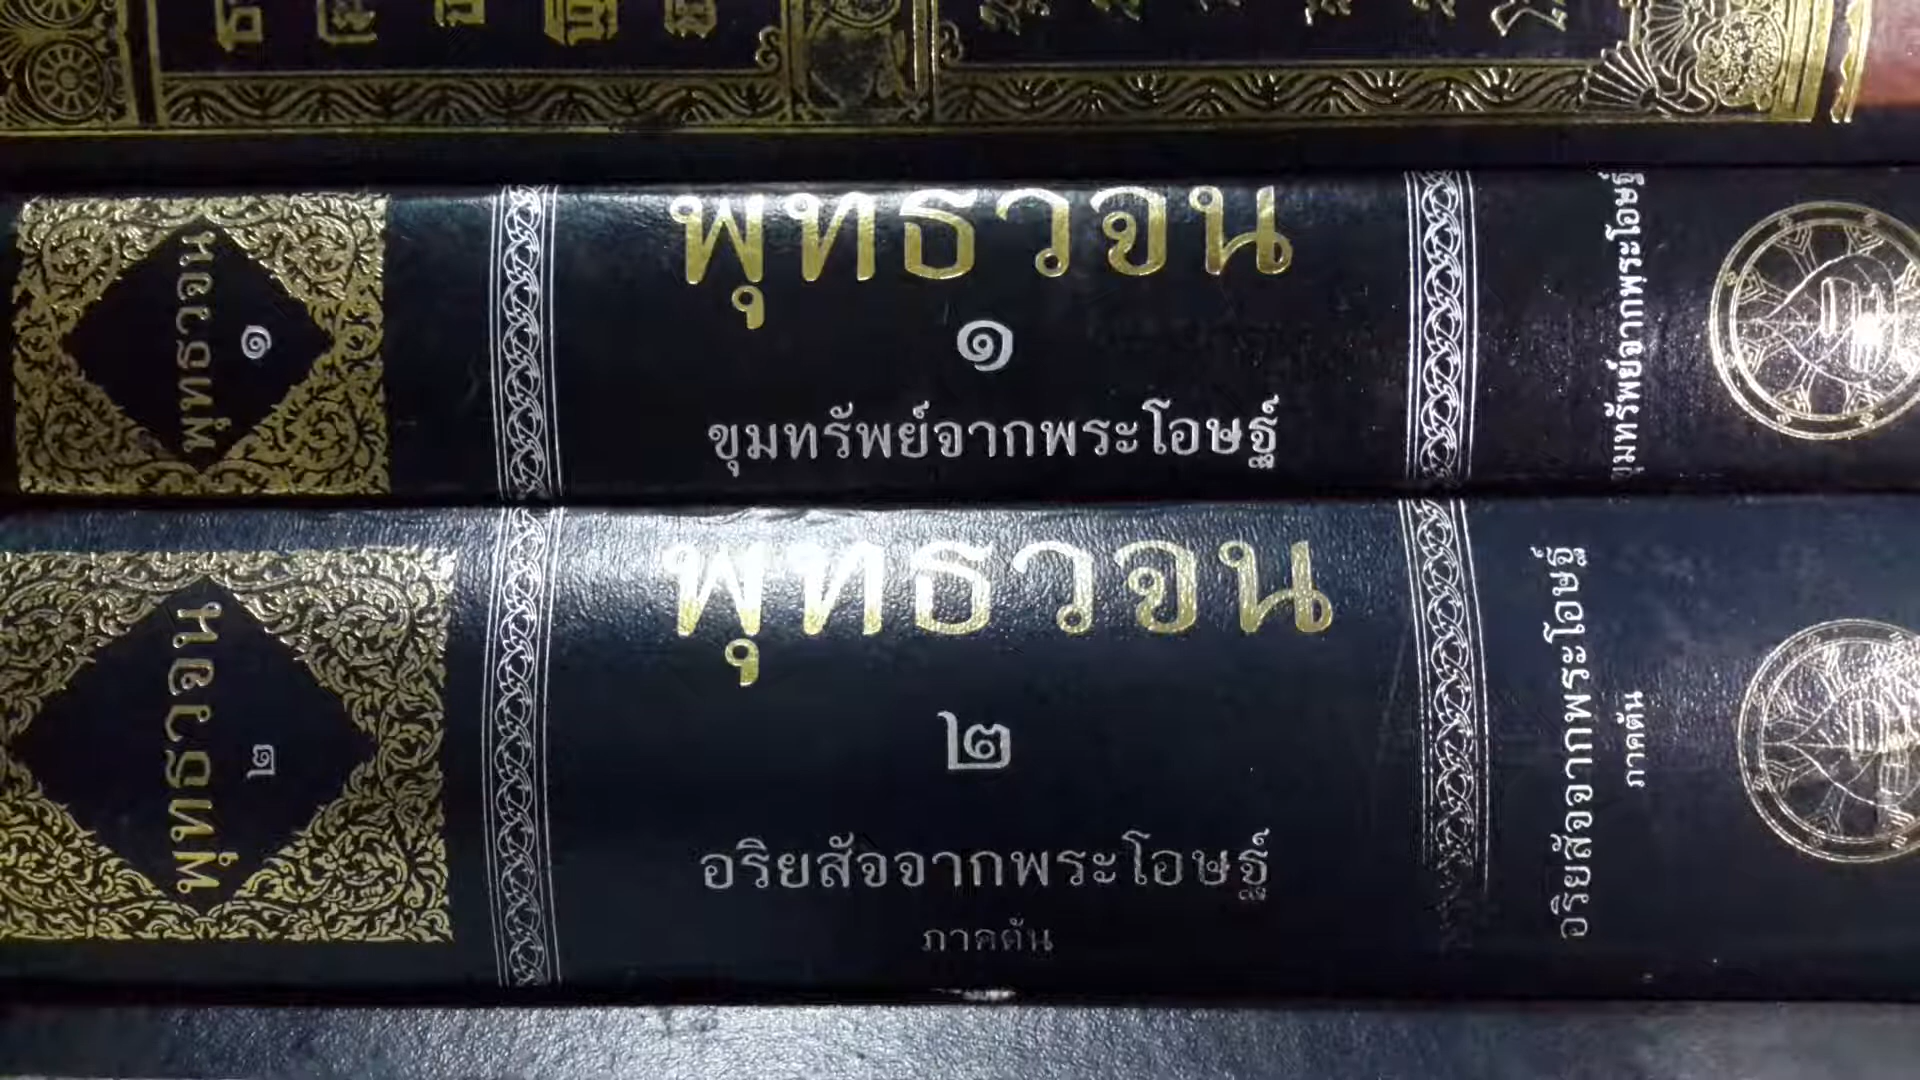 พุทธวจน
๑
พุทธวจน
๑
ขุมทรัพย์จากพระโอษฐ์
ขุมทรัพย์จากพระโอษฐ์
พุทธวจน
๒
พุทธวจน
๒
อริยสัจจากพระโอษฐ์
ภาคต้น
อริยสัจจากพระโอษฐ์
ภาคต้น